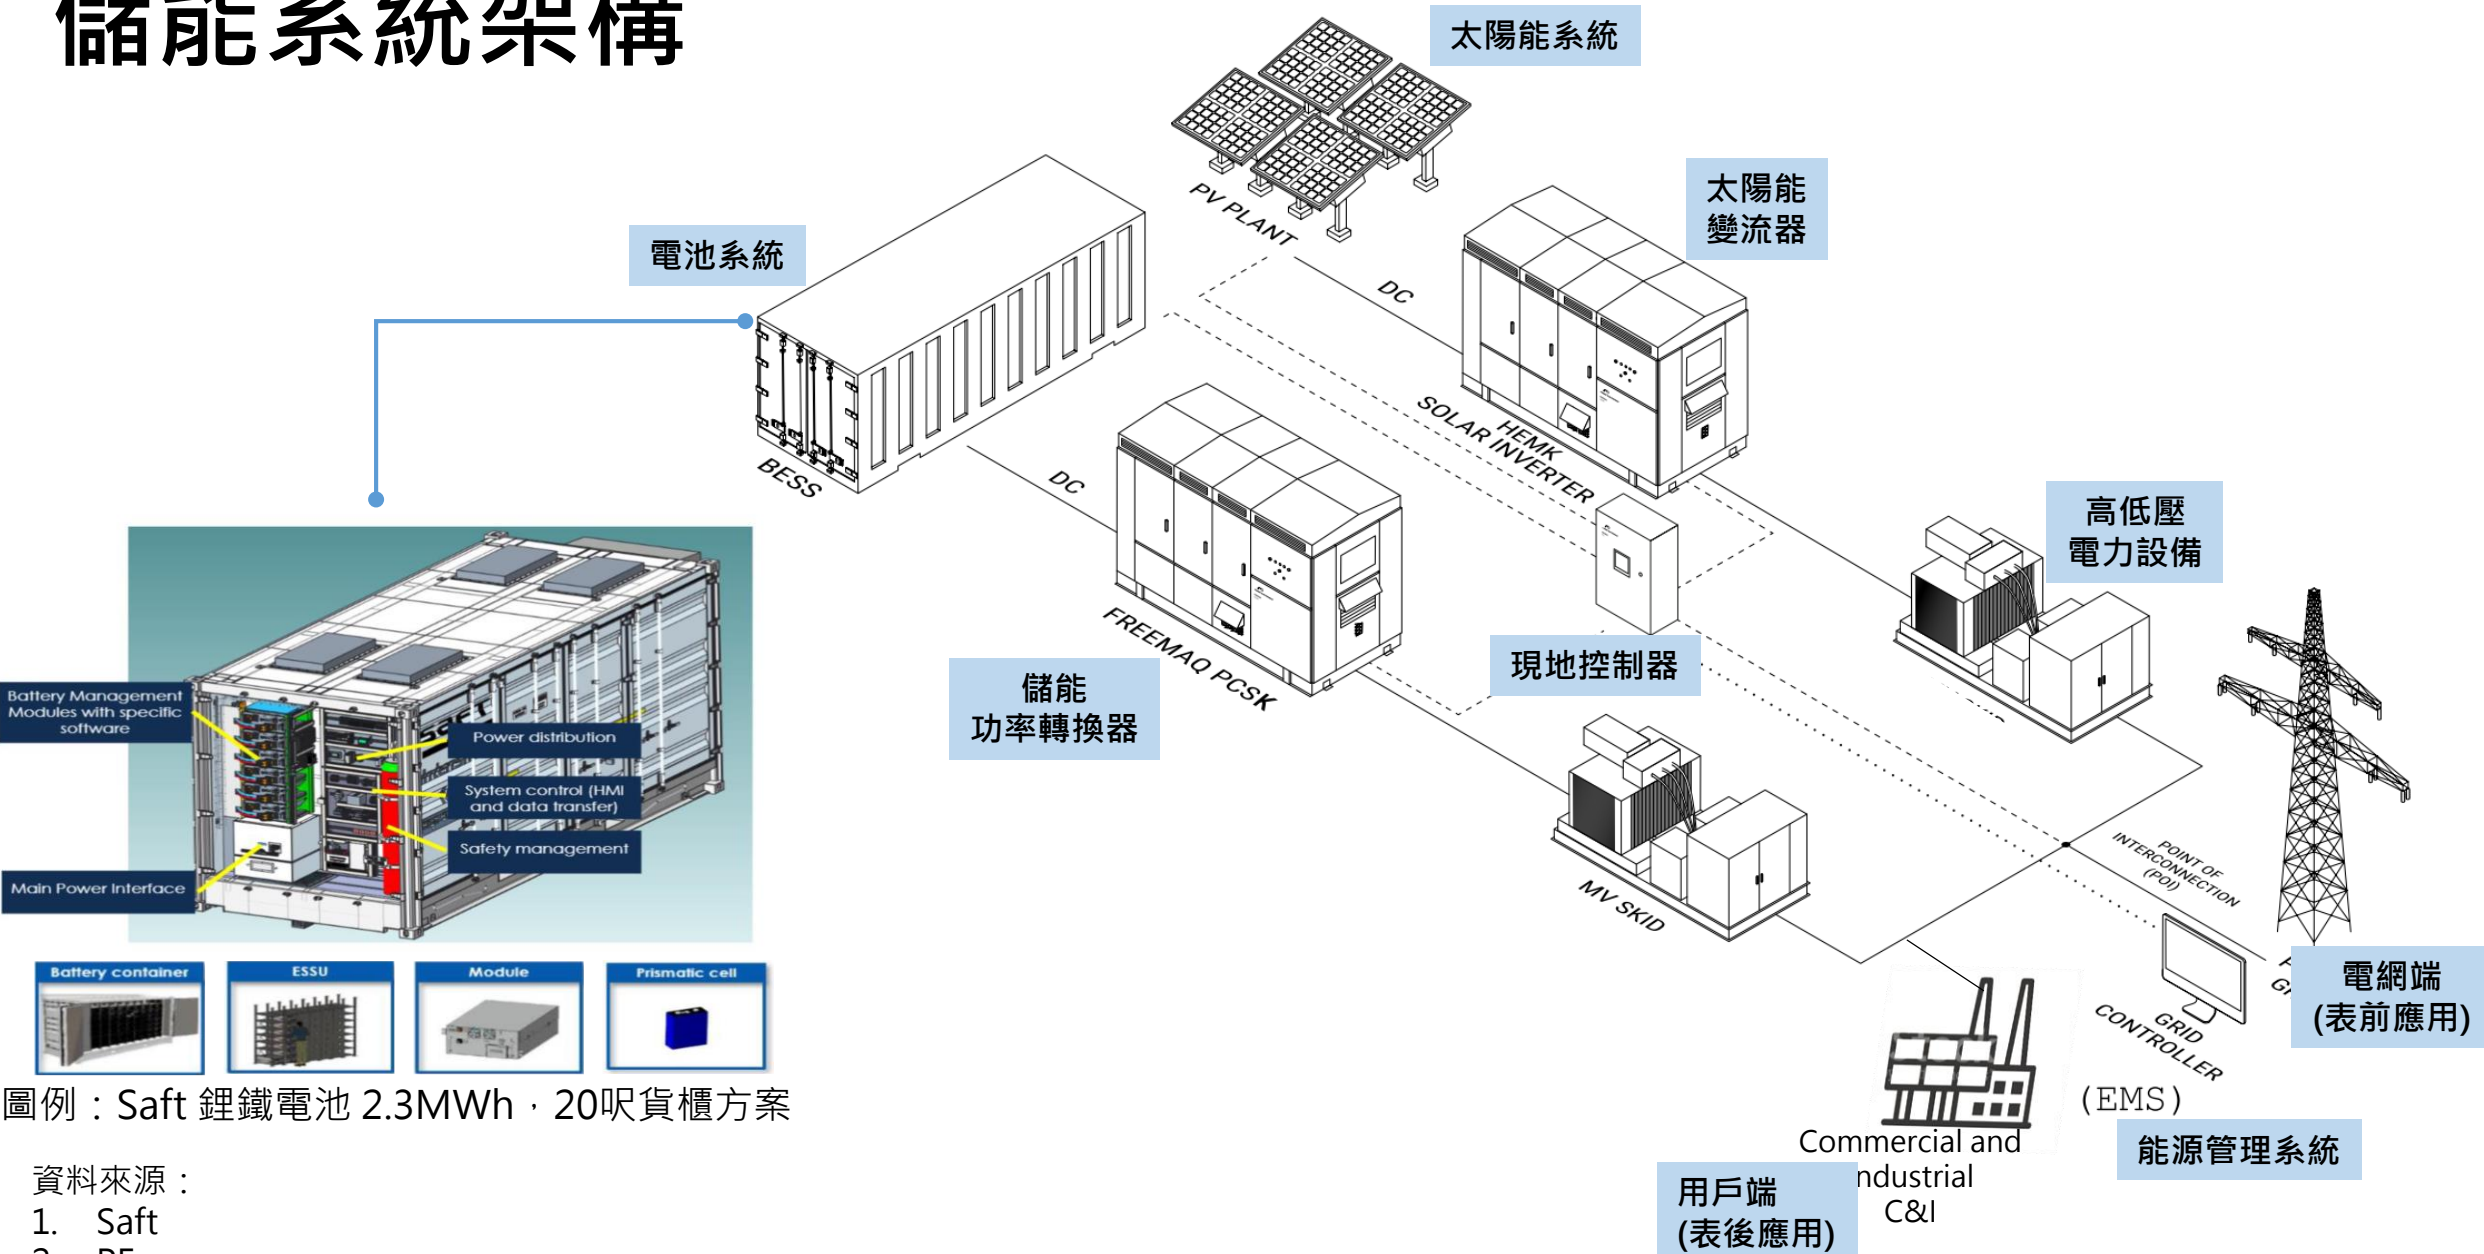 儲能系統架構
太陽能系統
太陽能
變流器
電池系統
PV PLANT
DC
HEMK
SOLAR INVERTER
BESS
DC
FREEMAQ PCSK
高低壓
電力設備
現地控制器
儲能
功率轉換器
MV SKID
POINT OF
INTERCONNECTION
(POI)
電網端
(表前應用)
GRID
CONTROLLER
(EMS)
能源管理系統
Commercial and
ndustrial
C&I
用戶端
(表後應用)
Battery Management
Modules with specific
software
Power distribution
System control (HMI
and data transfer)
Safety management
Main Power Interface
Battery container
ESSU
Module
Prismatic cell
圖例：Saft 鋰鐵電池 2.3MWh，20呎貨櫃方案
資料來源：
1. Saft